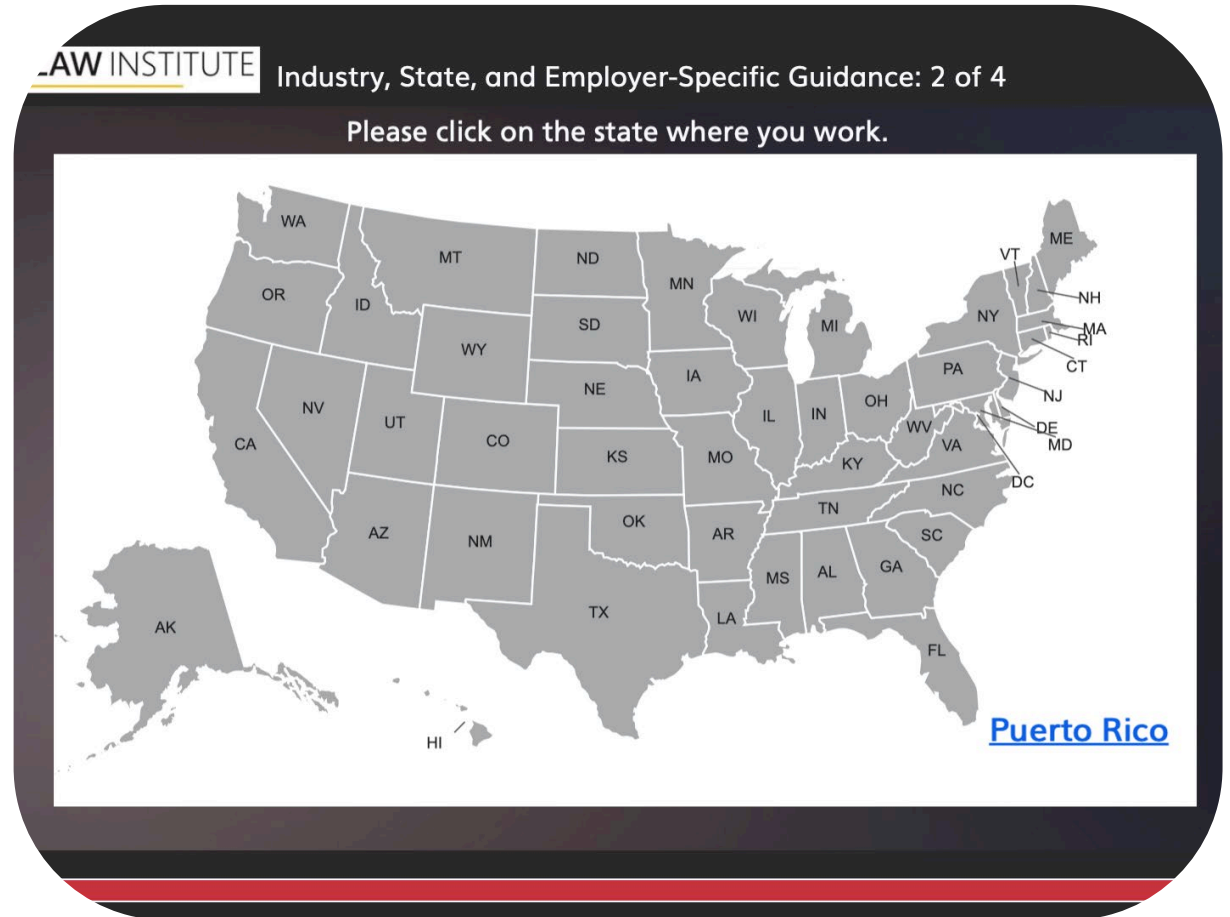 LAW INSTITUTE
Industry, State, and Employer-Specific Guidance: 2 of 4
Please click on the state where you work.
WA
MT
ND
MN
ME
VT
OR
ID
SD
WI
MI
NY
NH
MA
RI
CT
WY
NE
IA
PA
NJ
NV
UT
CO
CA
KS
MO
IL
IN
OH
WV
VA
DE
MD
DC
KY
AZ
NM
OK
AR
TN
NC
SC
MS
AL
GA
TX
LA
FL
AK
HI
Puerto Rico